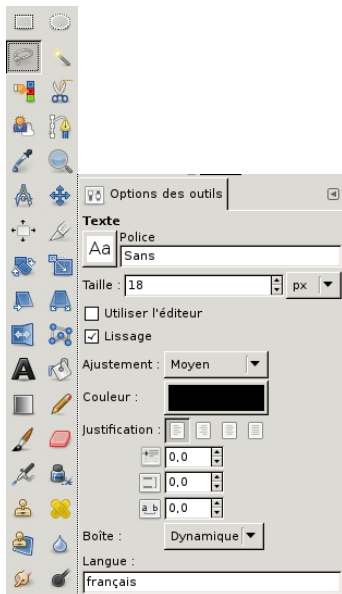 Options des outils
Texte
Aa
Police
Sans
Taille : 18 px
Utiliser l'éditeur
Lissage
Ajustement : Moyen
Couleur :
Justification :
0,0
0,0
a b 0,0
Boîte : Dynamique
Langue :
français